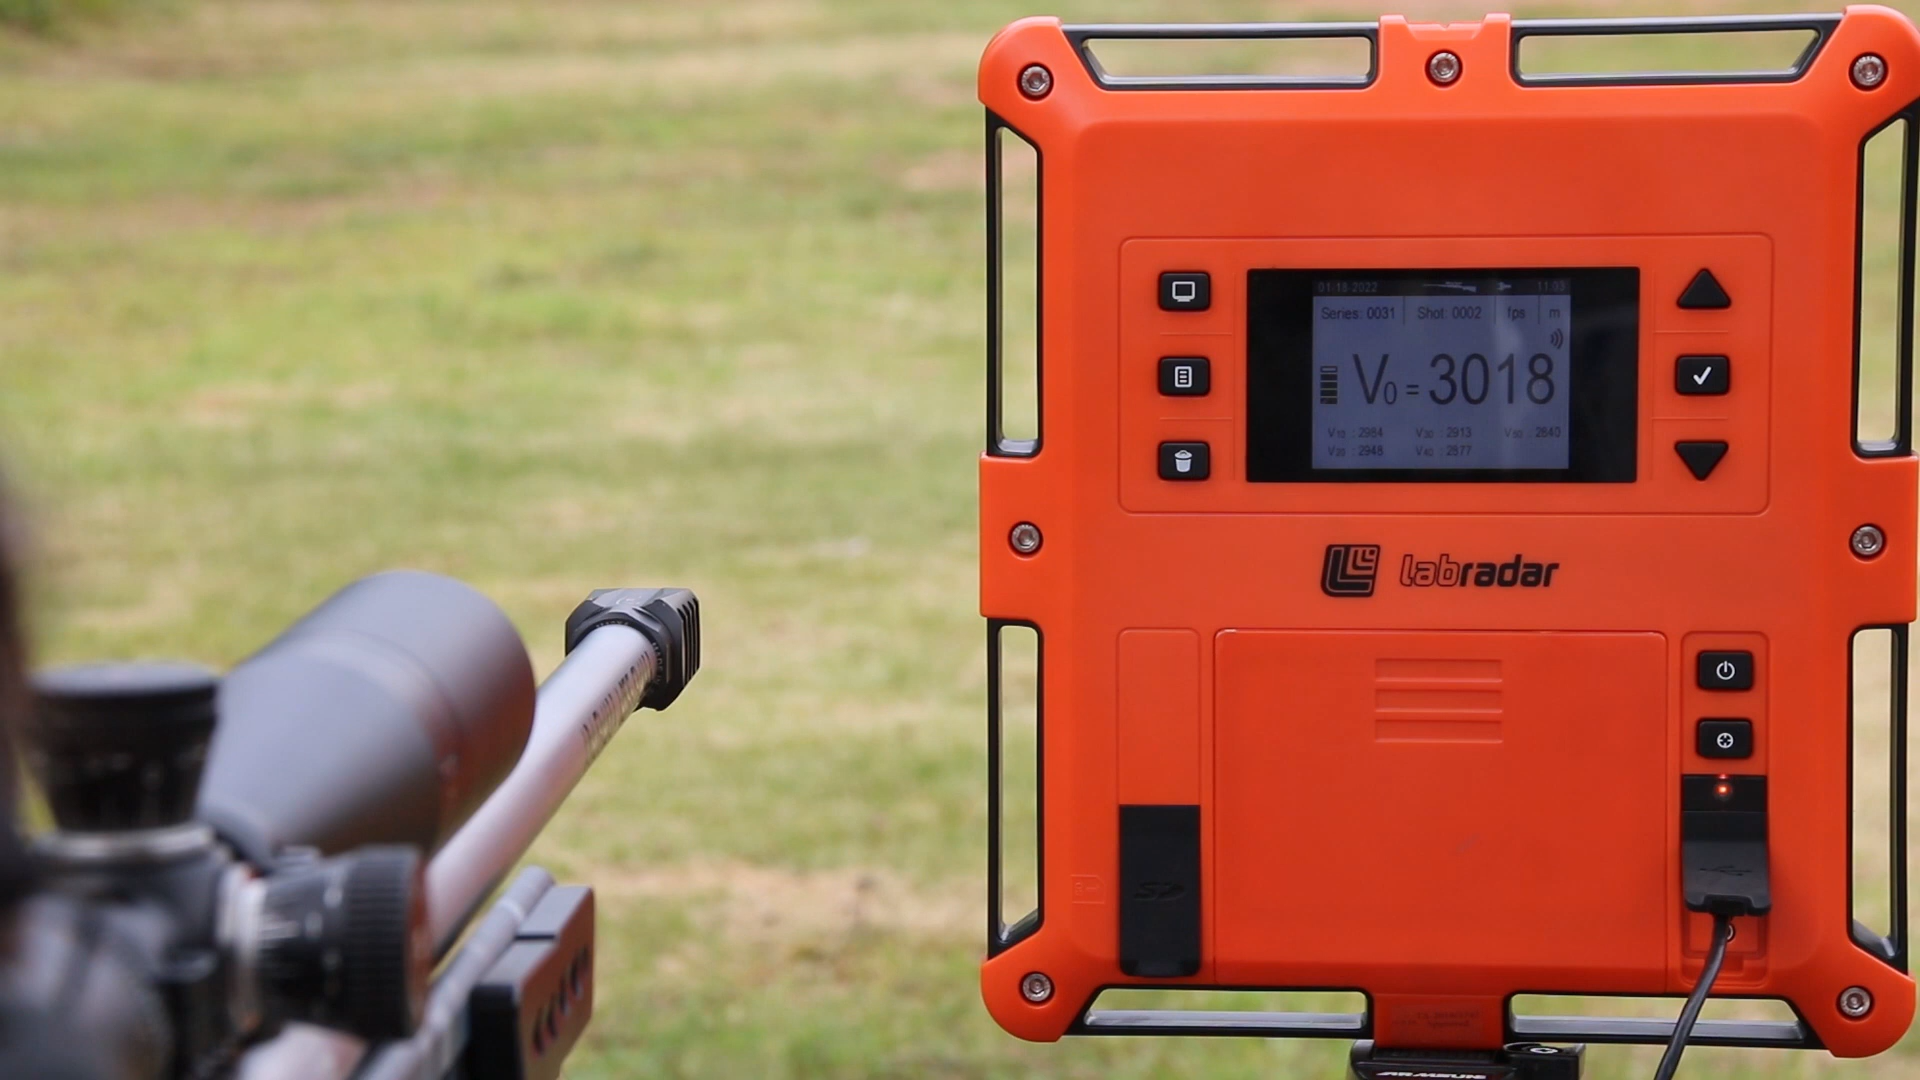 01-18-2022 11:03
Series: 0031 Shot: 0002 fps m
V0 = 3018
V10 : 2984 V30 : 2913 V50 : 2840
V20 : 2948 V40 : 2877
labradar
SD